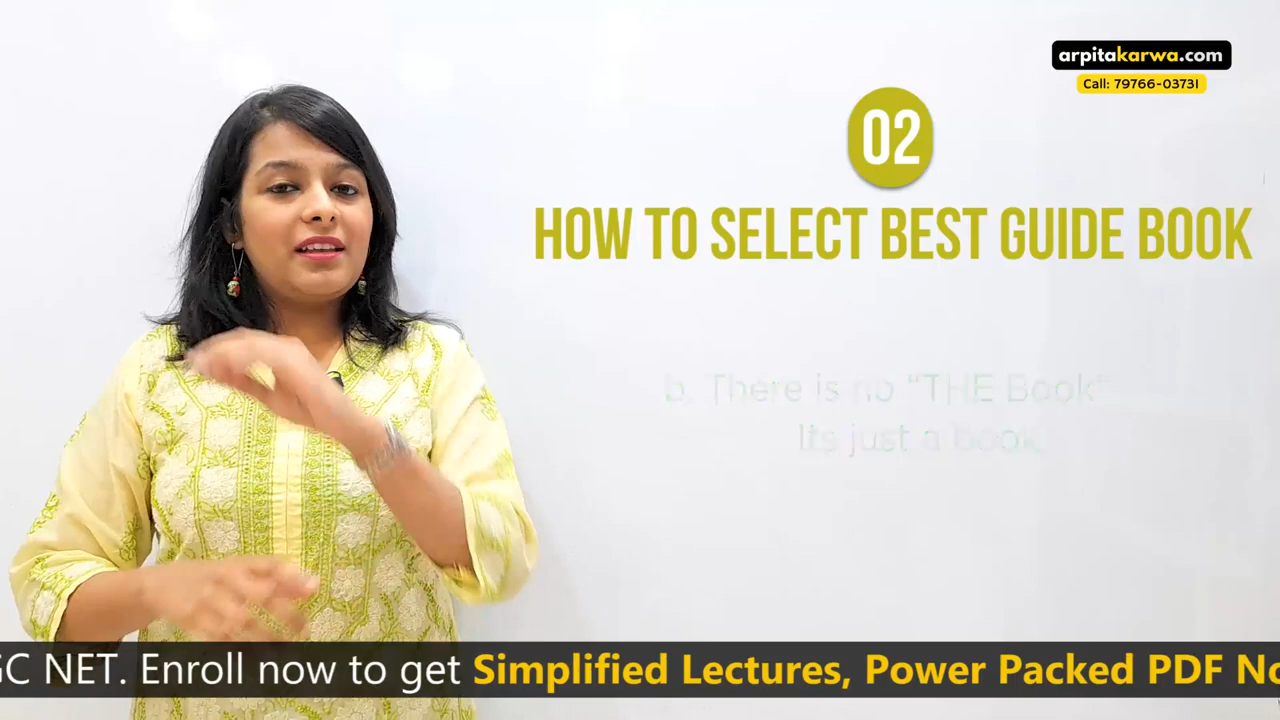 arpitakarwa.com
Call: 79766-03731
02
HOW TO SELECT BEST GUIDE BOOK
b. There is no "THE Book"
Its just a book
GC NET. Enroll now to get Simplified Lectures, Power Packed PDF No